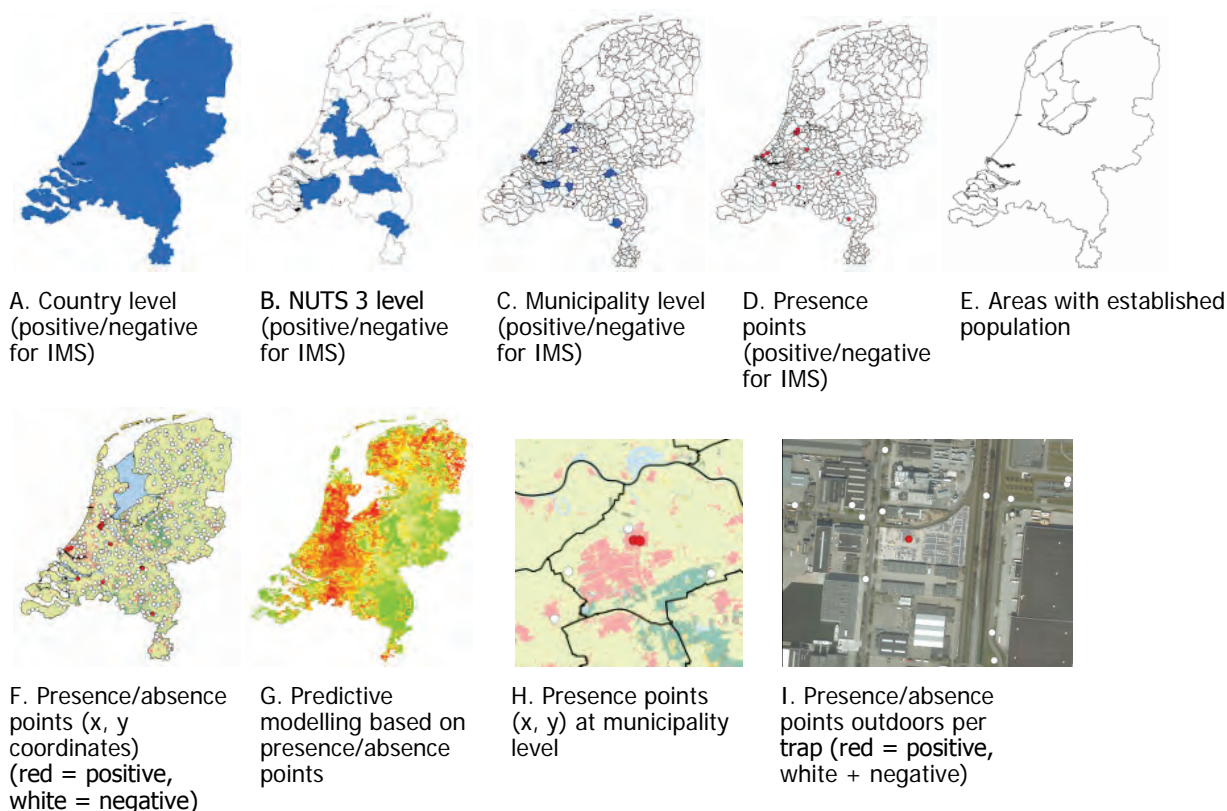 A. Country level
(positive/negative
for IMS)
B. NUTS 3 level
(positive/negative
for IMS)
C. Municipality level
(positive/negative
for IMS)
D. Presence
points
(positive/negative
for IMS)
E. Areas with established
population
F. Presence/absence
points (x, y
coordinates)
(red = positive,
white = negative)
G. Predictive
modelling based on
presence/absence
points
H. Presence points
(x, y) at municipality
level
I. Presence/absence
points outdoors per
trap (red = positive,
white + negative)